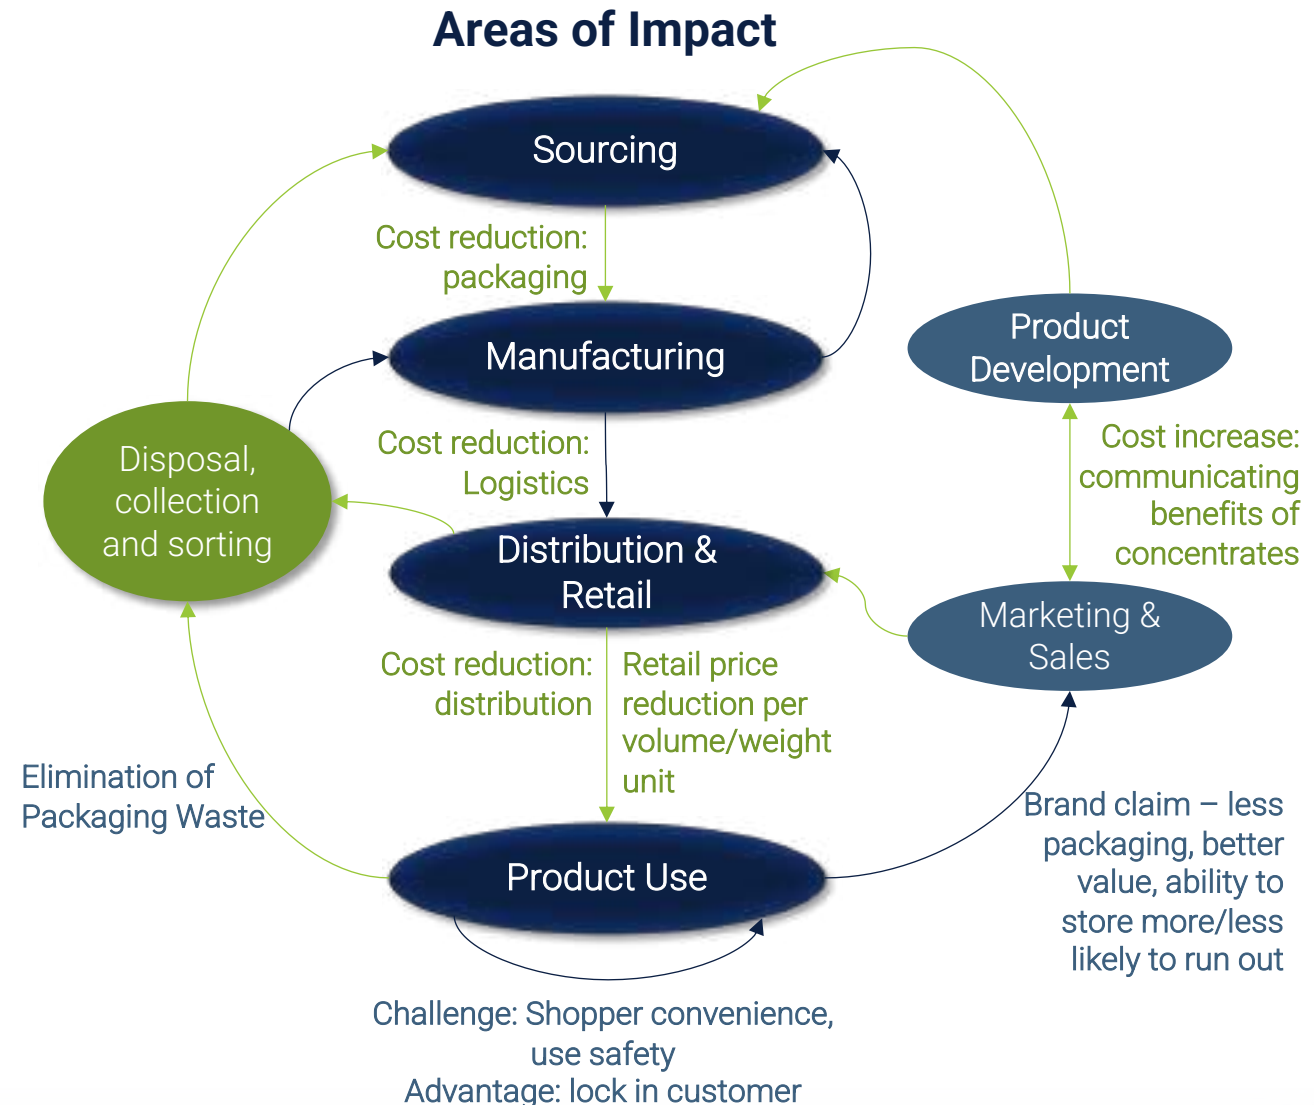 Areas of Impact
Sourcing
Cost reduction:
packaging
Manufacturing
Product
Development
Cost reduction:
Logistics
Cost increase:
communicating
benefits of
concentrates
Disposal,
collection
and sorting
Distribution &
Retail
Marketing &
Sales
Cost reduction:
distribution
Retail price
reduction per
volume/weight
unit
Elimination of
Packaging Waste
Brand claim – less
packaging, better
value, ability to
store more/less
likely to run out
Product Use
Challenge: Shopper convenience,
use safety
Advantage: lock in customer